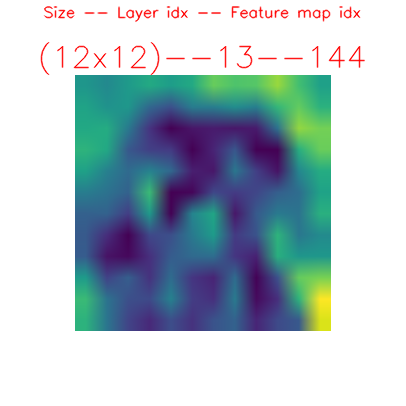 Size -- Layer idx -- Feature map idx
(12x12)--13--144